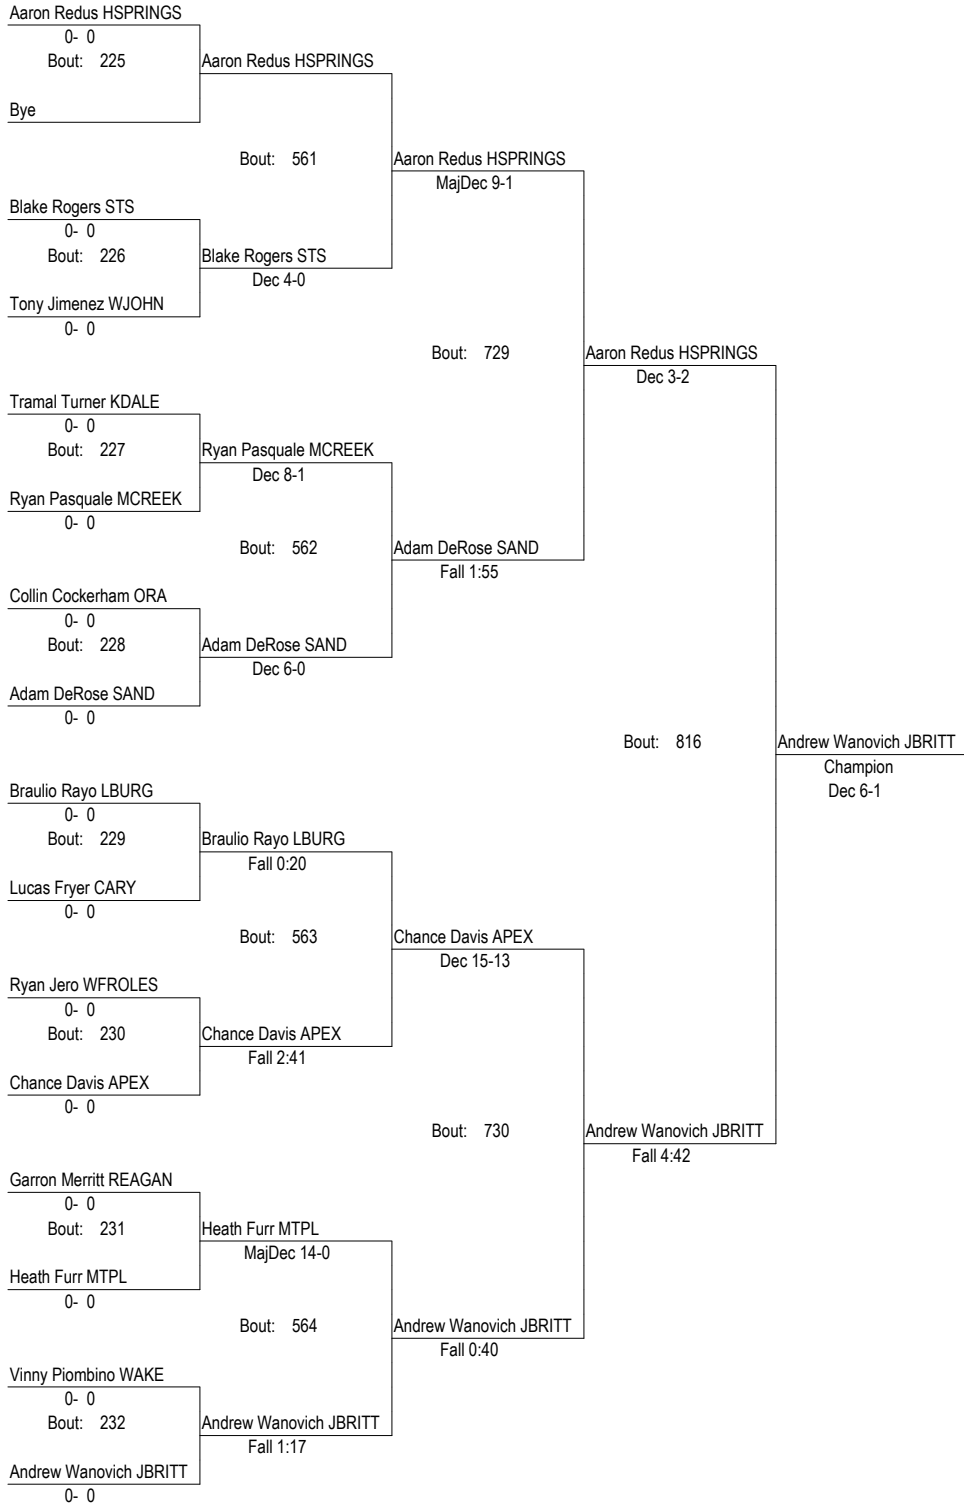 Aaron Redus HSPRINGS
0- 0
Bout: 225
Aaron Redus HSPRINGS
Bye
Bout: 561
Aaron Redus HSPRINGS
MajDec 9-1
Blake Rogers STS
0- 0
Bout: 226
Blake Rogers STS
Dec 4-0
Tony Jimenez WJOHN
0- 0
Bout: 729
Aaron Redus HSPRINGS
Dec 3-2
Tramal Turner KDALE
0- 0
Bout: 227
Ryan Pasquale MCREEK
Dec 8-1
Ryan Pasquale MCREEK
0- 0
Bout: 562
Adam DeRose SAND
Fall 1:55
Collin Cockerham ORA
0- 0
Bout: 228
Adam DeRose SAND
Dec 6-0
Adam DeRose SAND
0- 0
Bout: 816
Andrew Wanovich JBRITT
Champion
Dec 6-1
Braulio Rayo LBURG
0- 0
Bout: 229
Braulio Rayo LBURG
Fall 0:20
Lucas Fryer CARY
0- 0
Bout: 563
Chance Davis APEX
Dec 15-13
Ryan Jero WFROLES
0- 0
Bout: 230
Chance Davis APEX
Fall 2:41
Chance Davis APEX
0- 0
Bout: 730
Andrew Wanovich JBRITT
Fall 4:42
Garron Merritt REAGAN
0- 0
Bout: 231
Heath Furr MTPL
MajDec 14-0
Heath Furr MTPL
0- 0
Bout: 564
Andrew Wanovich JBRITT
Fall 0:40
Vinny Piombino WAKE
0- 0
Bout: 232
Andrew Wanovich JBRITT
Fall 1:17
Andrew Wanovich JBRITT
0- 0